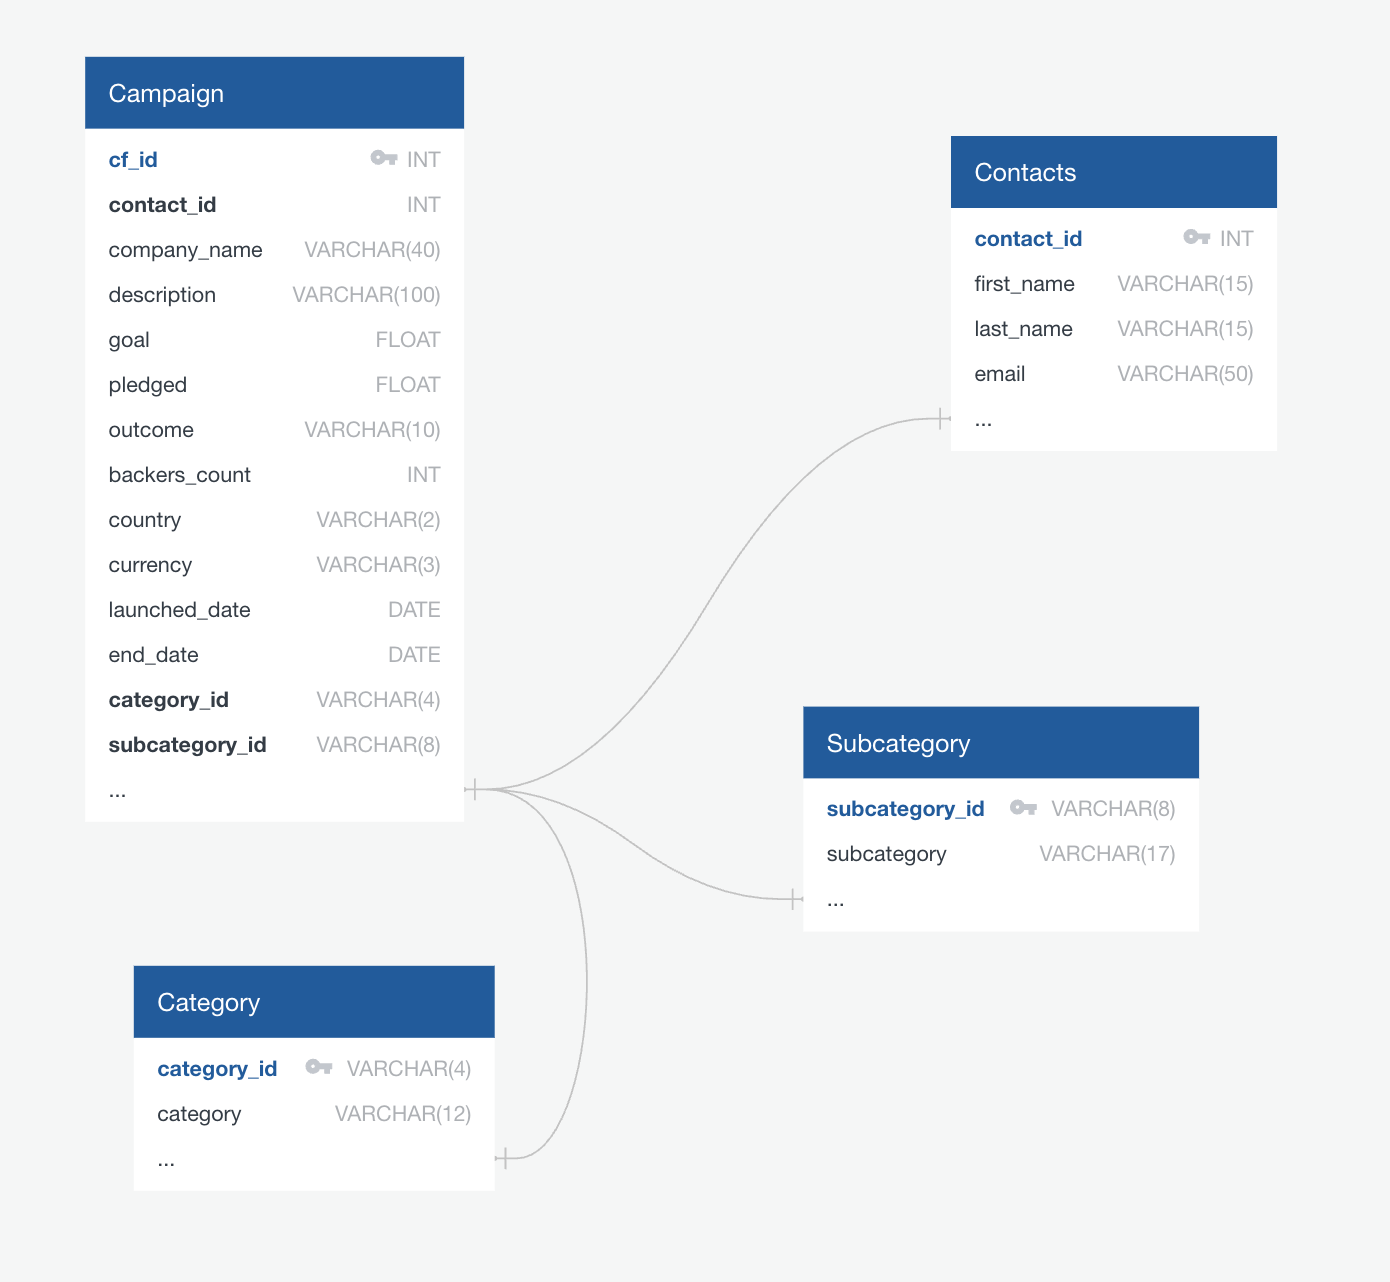 Campaign
cf_id INT
contact_id INT
company_name VARCHAR(40)
description VARCHAR(100)
goal FLOAT
pledged FLOAT
outcome VARCHAR(10)
backers_count INT
country VARCHAR(2)
currency VARCHAR(3)
launched_date DATE
end_date DATE
category_id VARCHAR(4)
subcategory_id VARCHAR(8)
...
Contacts
contact_id INT
first_name VARCHAR(15)
last_name VARCHAR(15)
email VARCHAR(50)
...
Subcategory
subcategory_id VARCHAR(8)
subcategory VARCHAR(17)
...
Category
category_id VARCHAR(4)
category VARCHAR(12)
...